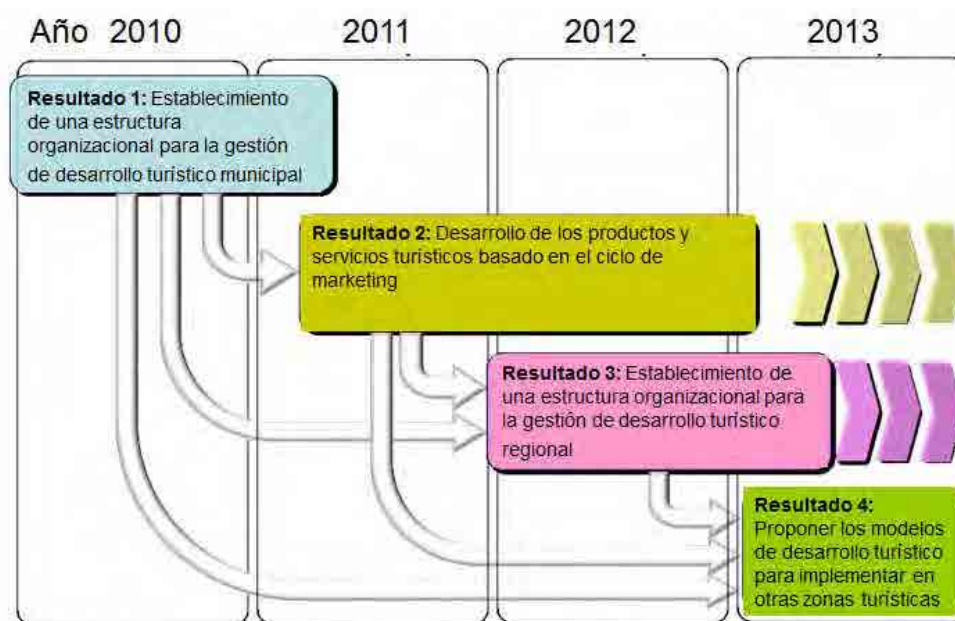 Año 2010 2011 2012 2013
Resultado 1: Establecimiento
de una estructura
organizacional para la gestión
de desarrollo turístico municipal
Resultado 2: Desarrollo de los productos y
servicios turísticos basado en el ciclo de
marketing
Resultado 3: Establecimiento de
una estructura organizacional para
la gestión de desarrollo turístico
regional
Resultado 4:
Proponer los modelos
de desarrollo turístico
para implementar en
otras zonas turísticas